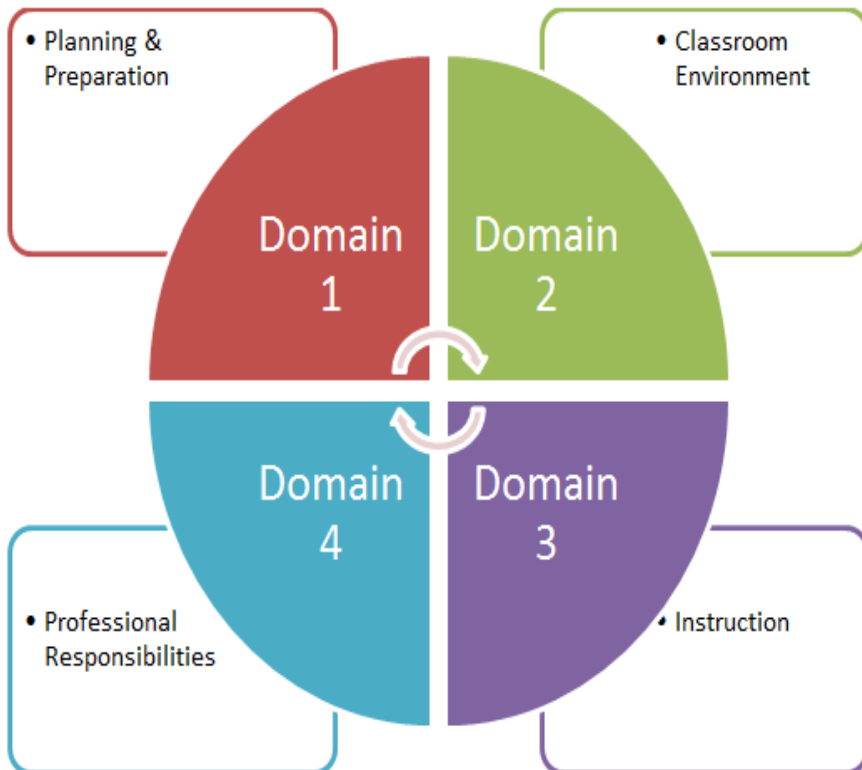 • Planning &
Preparation
• Classroom
Environment
Domain
1
Domain
2
Domain
4
Domain
3
• Professional
Responsibilities
• Instruction